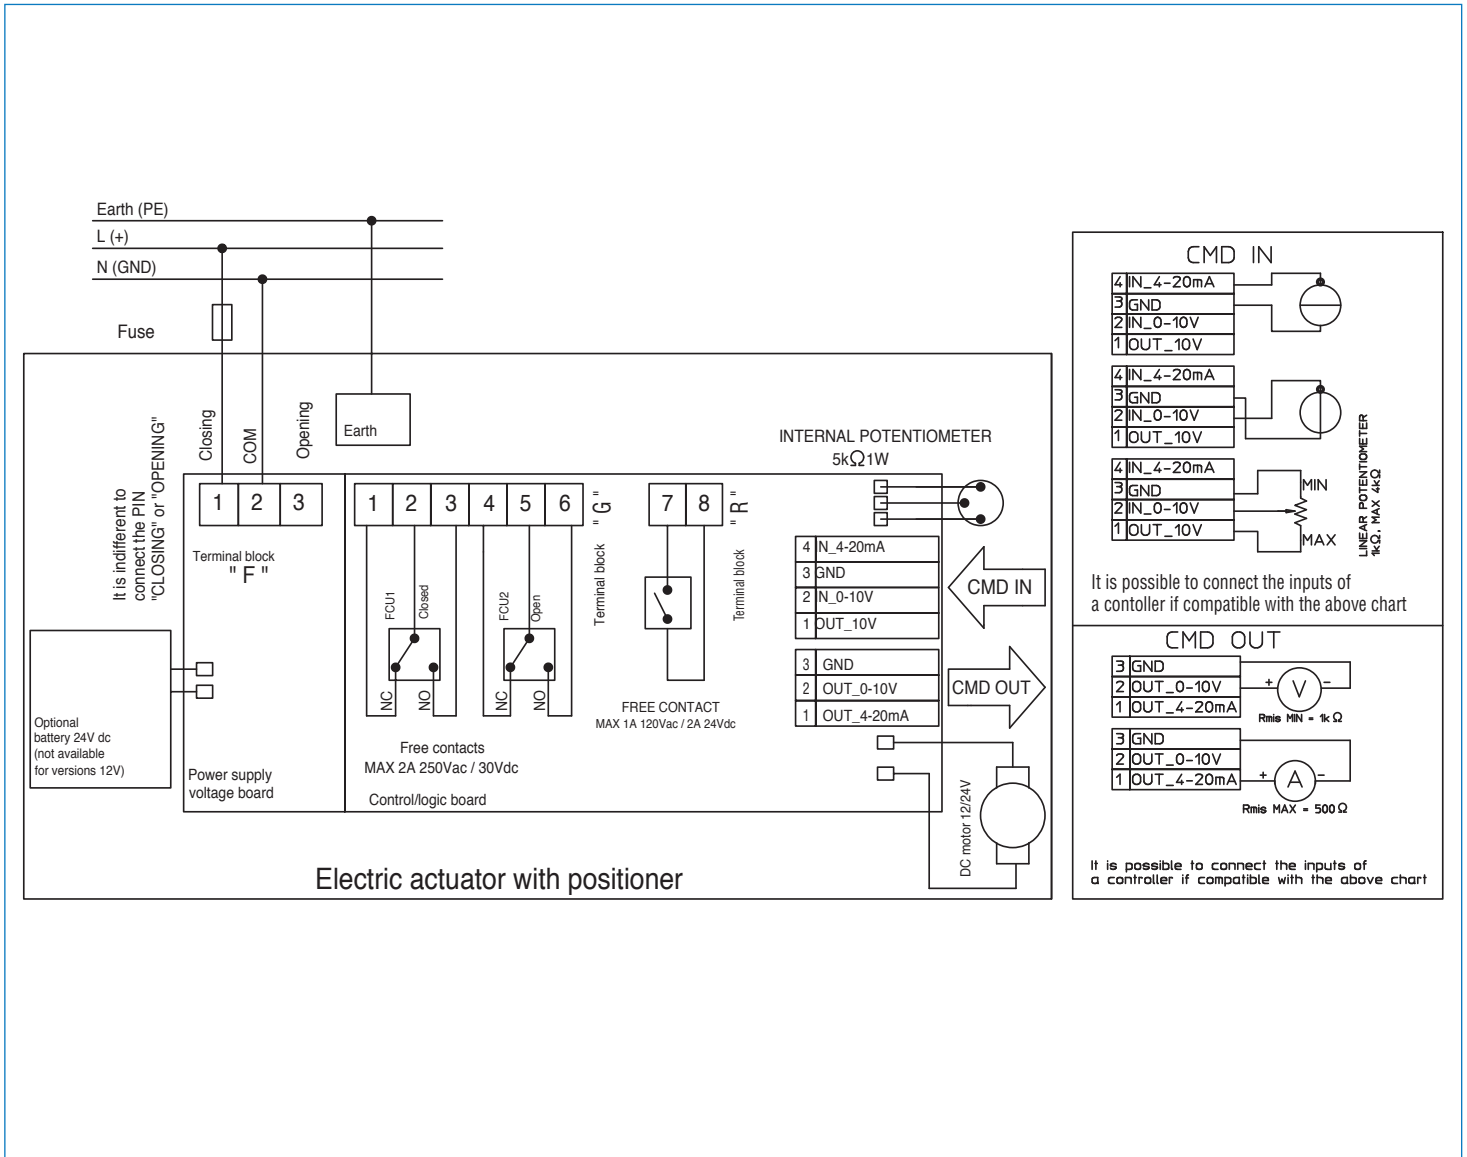 Earth (PE)
L (+)
N (GND)
Fuse
It is indifferent to
connect the PIN
"CLOSING" or "OPENING"
Closing
COM
Opening
Earth
1 2 3
Terminal block
" F "
Optional
battery 24V dc
(not available
for versions 12V)
Power supply
voltage board
1 2 3 4 5 6
Terminal block
"G"
FCU1
Closed
NC
NO
FCU2
Open
NC
NO
Free contacts
MAX 2A 250Vac / 30Vdc
Control/logic board
7 8
Terminal block
"R"
FREE CONTACT
MAX 1A 120Vac / 2A 24Vdc
INTERNAL POTENTIOMETER
5kΩ1W
4 N_4-20mA
3 GND
2 N_0-10V
1 OUT_10V
CMD IN
3 GND
2 OUT_0-10V
1 OUT_4-20mA
CMD OUT
DC motor 12/24V
Electric actuator with positioner
CMD IN
4 IN_4-20mA
3 GND
2 IN_0-10V
1 OUT_10V
4 IN_4-20mA
3 GND
2 IN_0-10V
1 OUT_10V
4 IN_4-20mA
3 GND
2 IN_0-10V
1 OUT_10V
MIN
MAX
LINEAR POTENTIOMETER
1kΩ, MAX 4kΩ
It is possible to connect the inputs of
a contoller if compatible with the above chart
CMD OUT
3 GND
2 OUT_0-10V
1 OUT_4-20mA
+ V -
Rmis MIN = 1k Ω
3 GND
2 OUT_0-10V
1 OUT_4-20mA
+ A -
Rmis MAX = 500 Ω
It is possible to connect the inputs of
a controller if compatible with the above chart